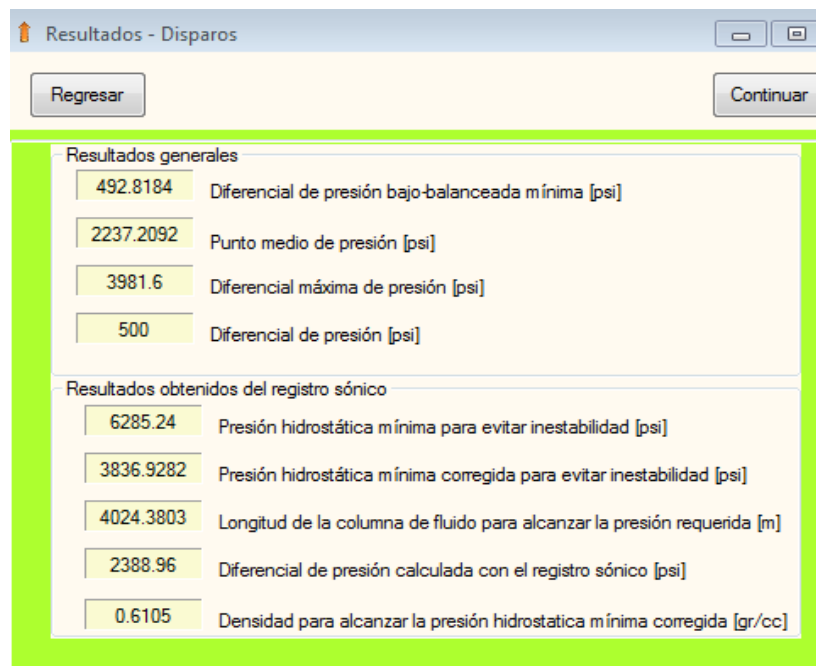 Resultados - Disparos
Regresar
Continuar
Resultados generales
492.8184 Diferencial de presión bajo-balanceada mínima [psi]
2237.2092 Punto medio de presión [psi]
3981.6 Diferencial máxima de presión [psi]
500 Diferencial de presión [psi]
Resultados obtenidos del registro sónico
6285.24 Presión hidrostática mínima para evitar inestabilidad [psi]
3836.9282 Presión hidrostática mínima corregida para evitar inestabilidad [psi]
4024.3803 Longitud de la columna de fluido para alcanzar la presión requerida [m]
2388.96 Diferencial de presión calculada con el registro sónico [psi]
0.6105 Densidad para alcanzar la presión hidrostatica mínima corregida [gr/cc]